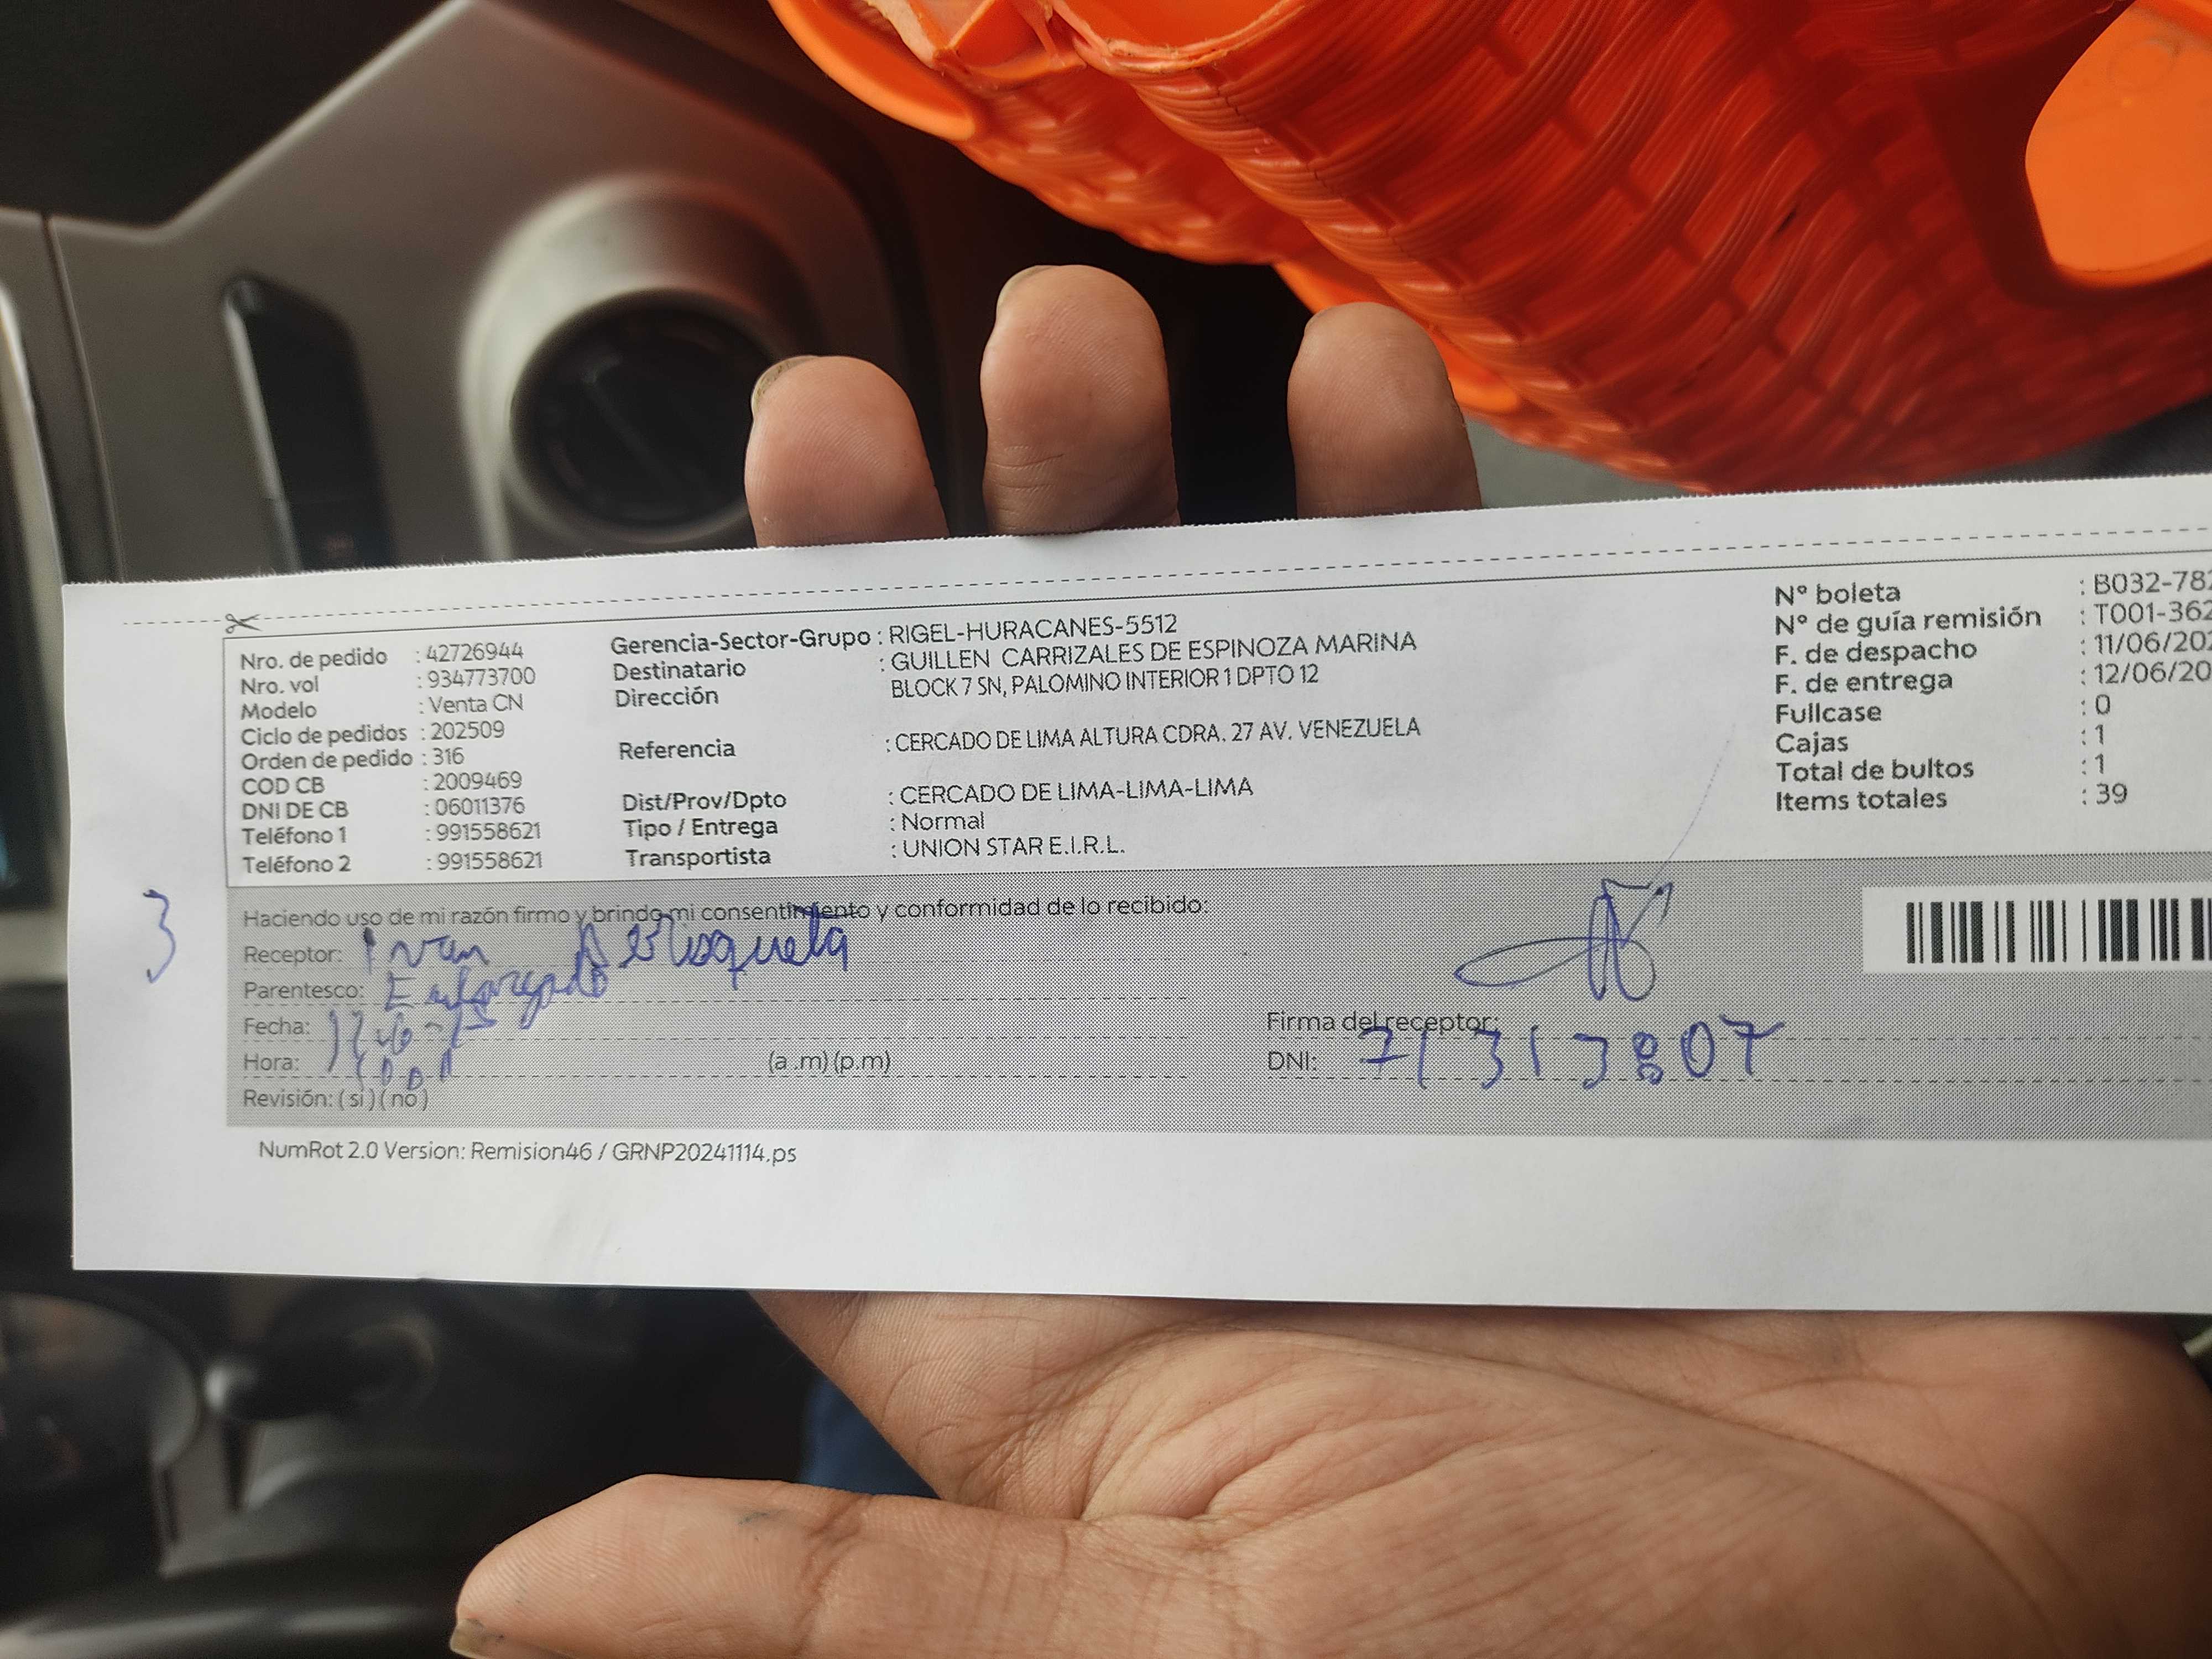 Nro. de pedido : 42726944
Nro. vol : 934773700
Modelo : Venta CN
Ciclo de pedidos : 202509
Orden de pedido : 316
COD CB : 2009469
DNI DE CB : 06011376
Teléfono 1 : 991558621
Teléfono 2 : 991558621
Gerencia-Sector-Grupo : RIGEL-HURACANES-5512
Destinatario : GUILLEN CARRIZALES DE ESPINOZA MARINA
Dirección BLOCK 7 SN, PALOMINO INTERIOR 1 DPTO 12
Referencia : CERCADO DE LIMA ALTURA CDRA. 27 AV. VENEZUELA
Dist/Prov/Dpto : CERCADO DE LIMA-LIMA-LIMA
Tipo / Entrega : Normal
Transportista : UNION STAR E.I.R.L.
N° boleta : B032-782
N° de guía remisión : T001-362
F. de despacho : 11/06/202
F. de entrega : 12/06/20
Fullcase : 0
Cajas : 1
Total de bultos : 1
Items totales : 39
3
Haciendo uso de mi razón firmo y brindo mi consentimiento y conformidad de lo recibido:
Receptor: Ivan
Parentesco: Encargado
Fecha:
Hora: (a .m) (p.m)
Revisión: ( si ) ( no )
Firma del receptor:
DNI: 71313807
NumRot 2.0 Version: Remision46 / GRNP20241114.ps